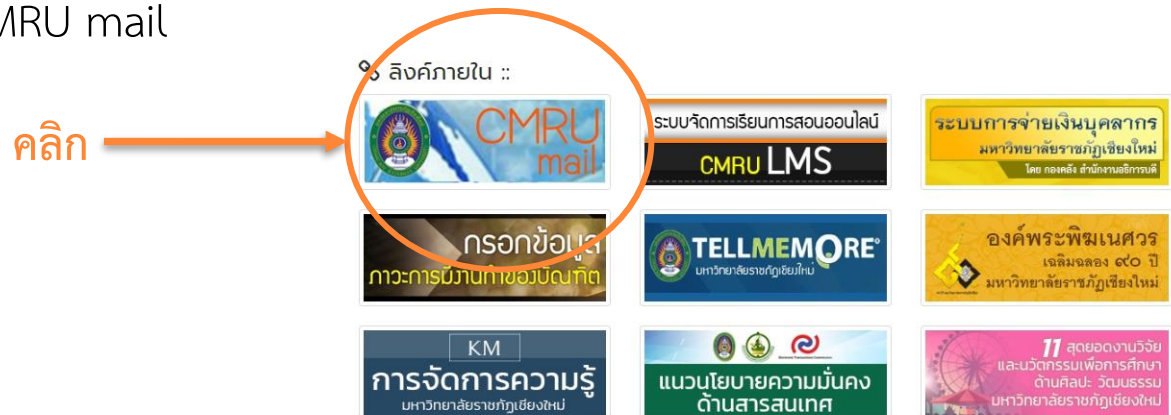 MRU mail
ลิงค์ภายใน ::
คลิก
CMRU
mail
ระบบจัดการเรียนการสอนออนไลน์
CMRU LMS
ระบบการจ่ายเงินบุคลากร
มหาวิทยาลัยราชภัฏเชียงใหม่
โดย กองคลัง สำนักงานอธิการบดี
กรอกข้อมูล
ภาวะการมีงานทำของบัณฑิต
TELLMEMORE
มหาวิทยาลัยราชภัฏเชียงใหม่
องค์พระพิฆเนศวร
เฉลิมฉลอง ๙๐ ปี
มหาวิทยาลัยราชภัฏเชียงใหม่
KM
การจัดการความรู้
มหาวิทยาลัยราชภัฏเชียงใหม่
แนวนโยบายความมั่นคง
ด้านสารสนเทศ
11 สุดยอดงานวิจัย
และนวัตกรรมเพื่อการศึกษา
ด้านศิลปะ วัฒนธรรม
มหาวิทยาลัยราชภัฏเชียงใหม่